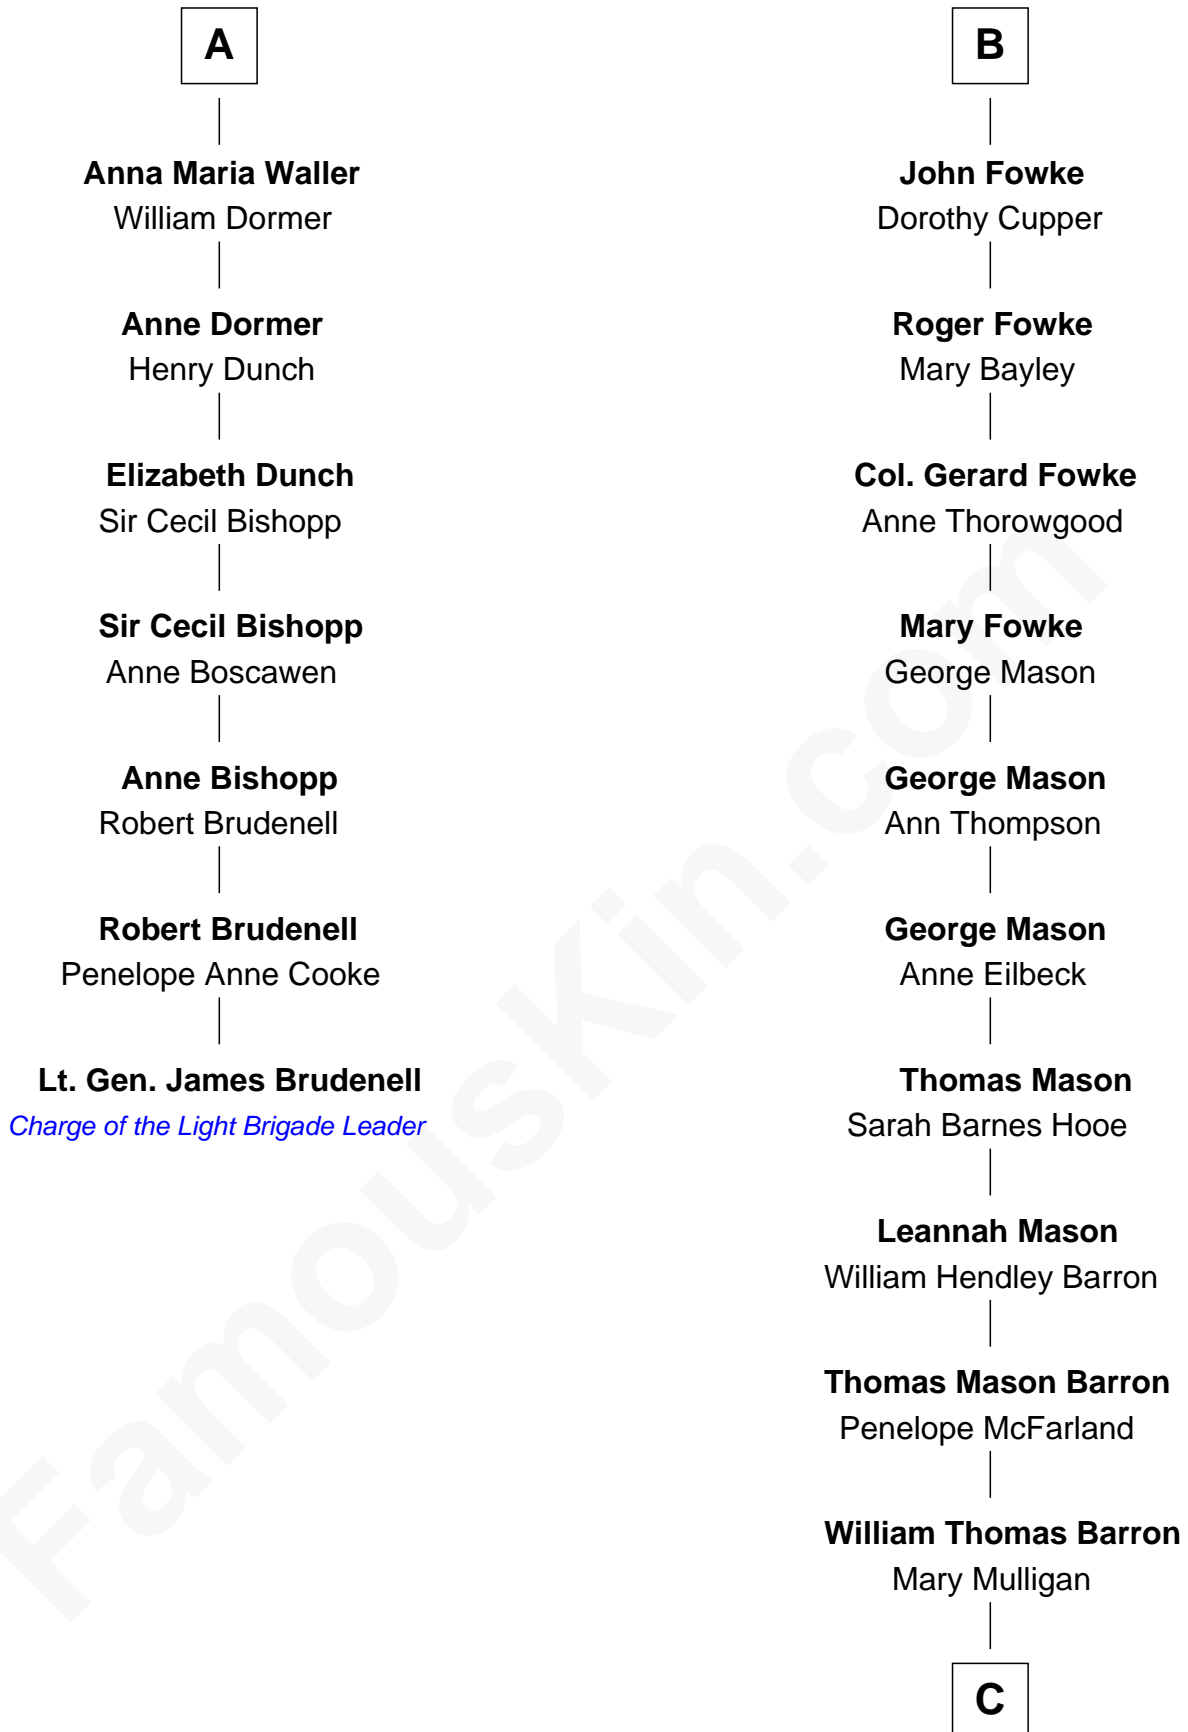 A
Anna Maria Waller
William Dormer
Anne Dormer
Henry Dunch
Elizabeth Dunch
Sir Cecil Bishopp
Sir Cecil Bishopp
Anne Boscawen
Anne Bishopp
Robert Brudenell
Robert Brudenell
Penelope Anne Cooke
Lt. Gen. James Brudenell
Charge of the Light Brigade Leader
B
John Fowke
Dorothy Cupper
Roger Fowke
Mary Bayley
Col. Gerard Fowke
Anne Thorowgood
Mary Fowke
George Mason
George Mason
Ann Thompson
George Mason
Anne Eilbeck
Thomas Mason
Sarah Barnes Hooe
Leannah Mason
William Hendley Barron
Thomas Mason Barron
Penelope McFarland
William Thomas Barron
Mary Mulligan
C
FamousKin.com